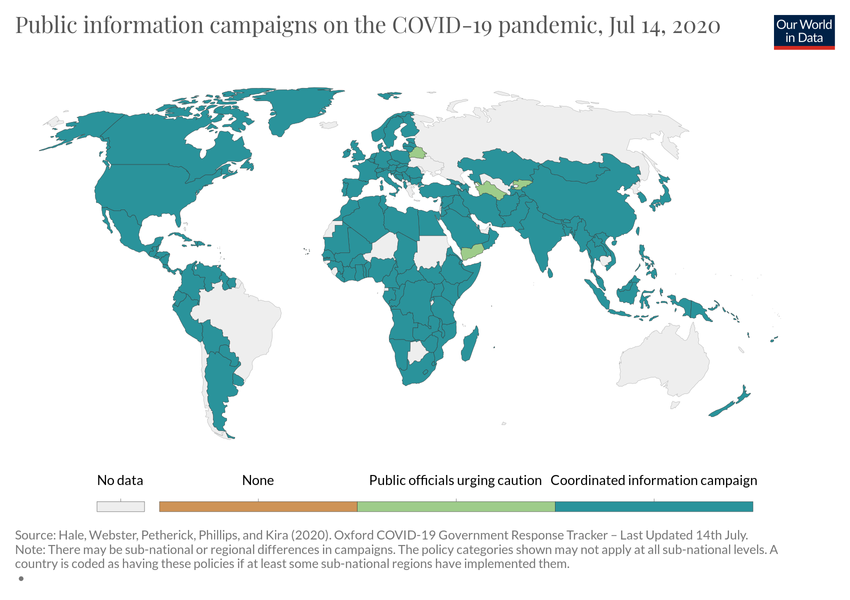 Public information campaigns on the COVID-19 pandemic, Jul 14, 2020
Our World
in Data
No data
None
Public officials urging caution
Coordinated information campaign
Source: Hale, Webster, Petherick, Phillips, and Kira (2020). Oxford COVID-19 Government Response Tracker – Last Updated 14th July.
Note: There may be sub-national or regional differences in campaigns. The policy categories shown may not apply at all sub-national levels. A
country is coded as having these policies if at least some sub-national regions have implemented them.
•